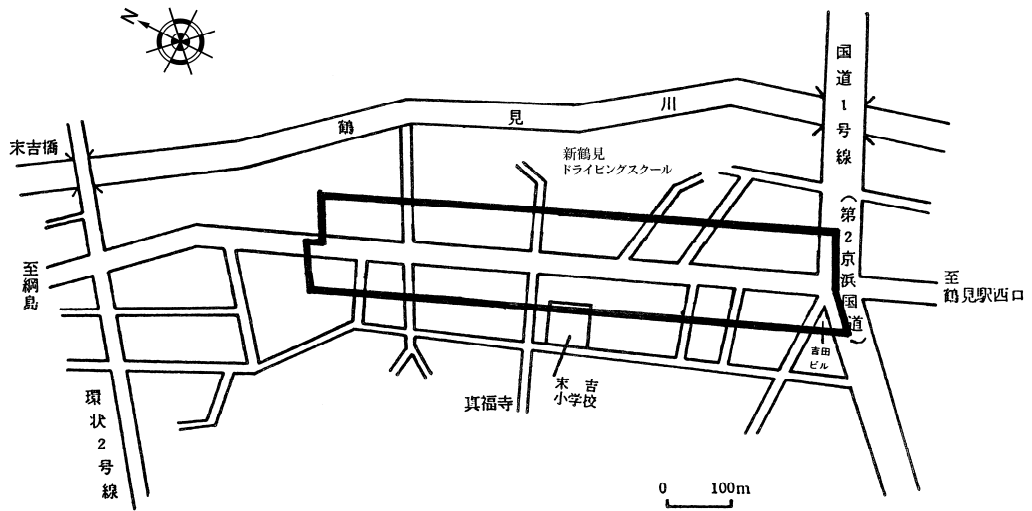 N
国道1号線(第2京浜国道)
鶴見川
末吉橋
新鶴見
ドライビングスクール
至綱島
至
鶴見駅西口
吉田
ビル
末吉
小学校
真福寺
環状2号線
0 100m